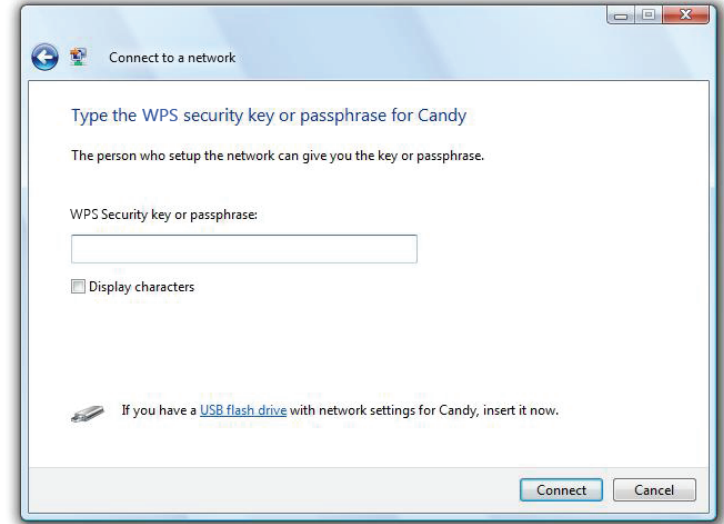 Connect to a network
Type the WPS security key or passphrase for Candy
The person who setup the network can give you the key or passphrase.
WPS Security key or passphrase:
Display characters
If you have a USB flash drive with network settings for Candy, insert it now.
Connect Cancel